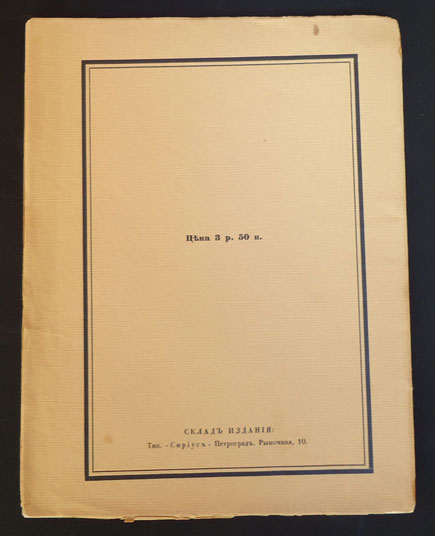 Цѣна 3 р. 50 к.
СКЛАДЪ ИЗДАНІЯ:
Тип. -Сиріусъ- Петроградъ. Рыночная, 10.